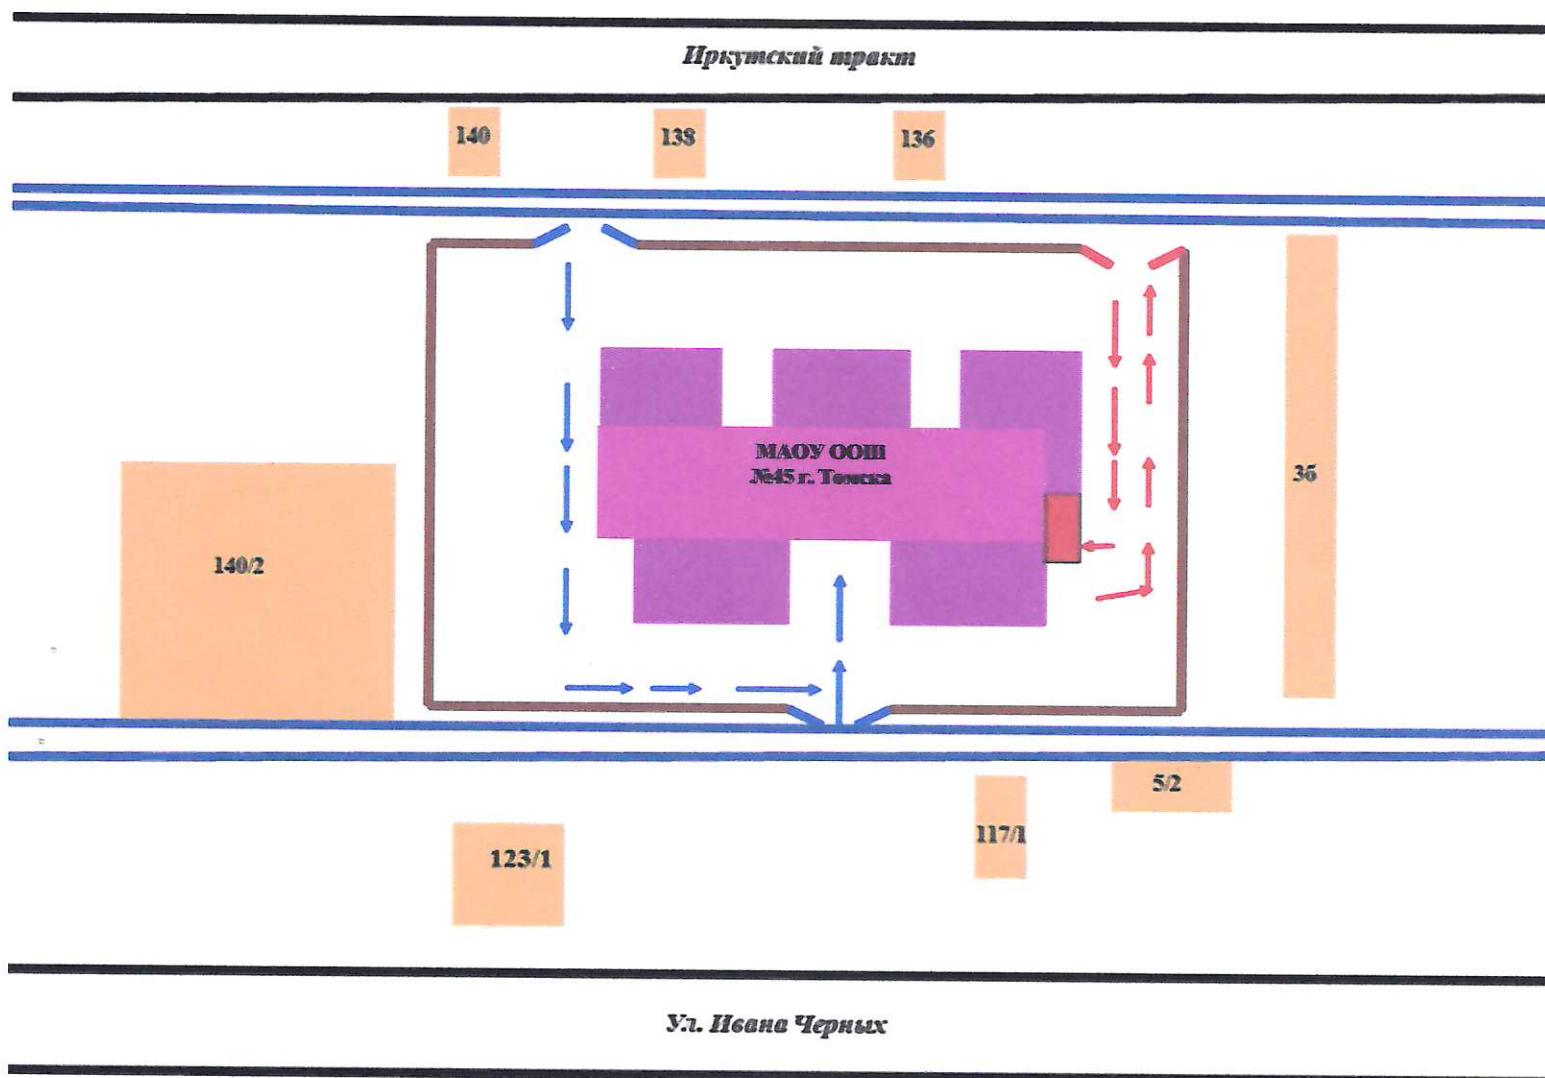 Иркутский тракт
140
138
136
МАОУ ООШ
№45 г. Томска
36
140/2
5/2
117/1
123/1
Ул. Ивана Черных